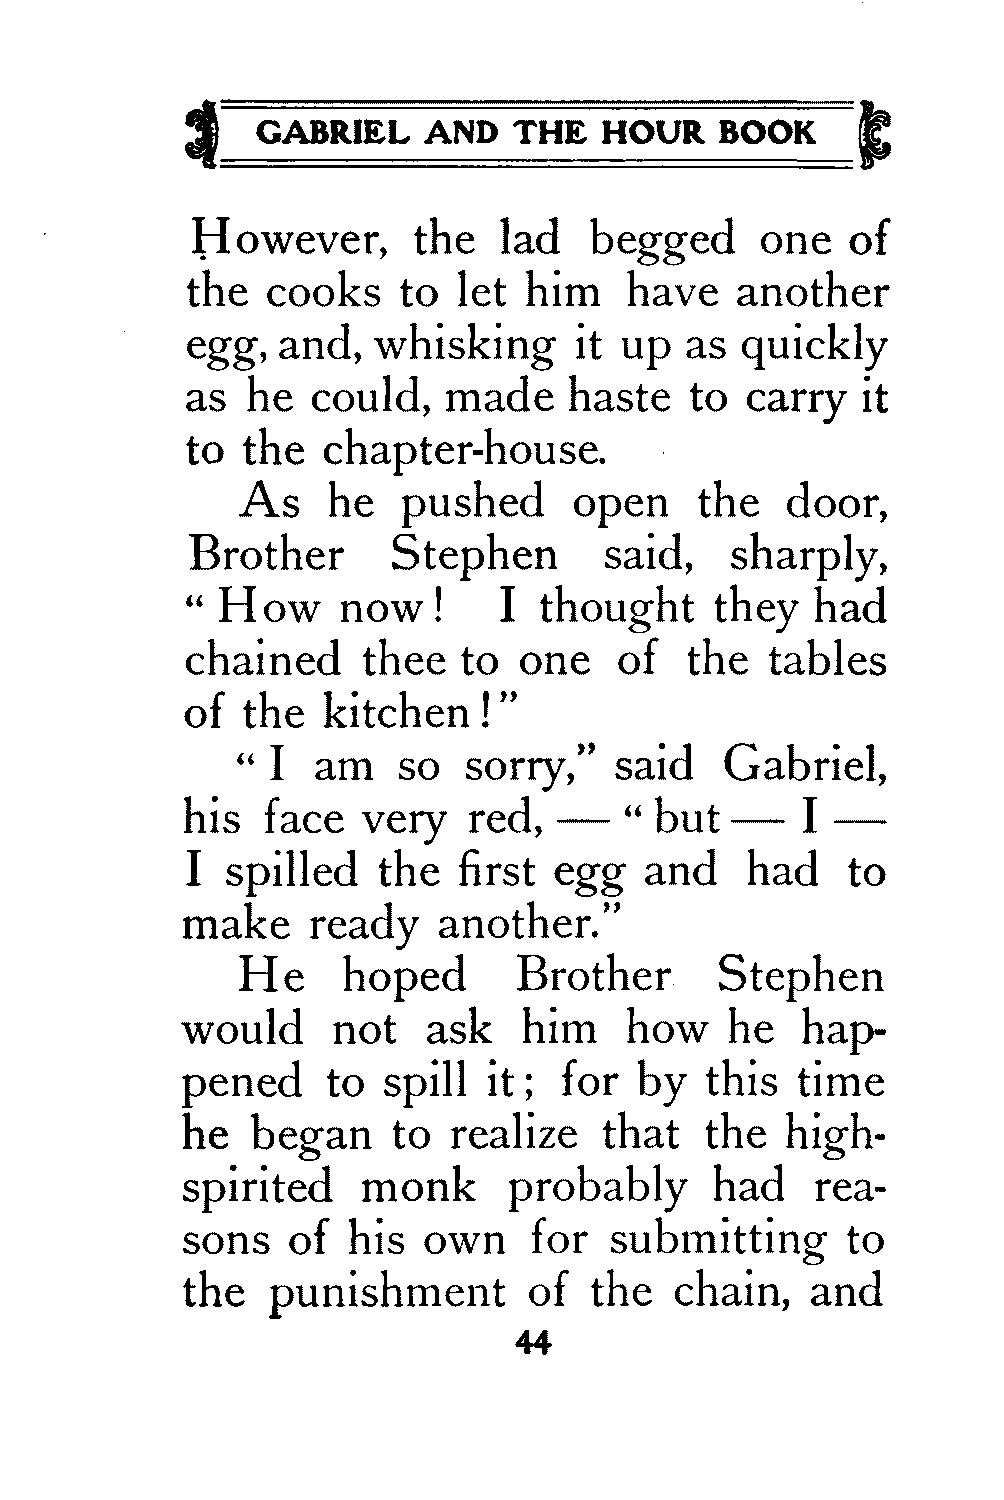 GABRIEL AND THE HOUR BOOK
However, the lad begged one of
the cooks to let him have another
egg, and, whisking it up as quickly
as he could, made haste to carry it
to the chapter-house.
As he pushed open the door,
Brother Stephen said, sharply,
“ How now! I thought they had
chained thee to one of the tables
of the kitchen!”
“ I am so sorry,” said Gabriel,
his face very red, — “ but — I —
I spilled the first egg and had to
make ready another.”
He hoped Brother Stephen
would not ask him how he hap-
pened to spill it; for by this time
he began to realize that the high-
spirited monk probably had rea-
sons of his own for submitting to
the punishment of the chain, and
44